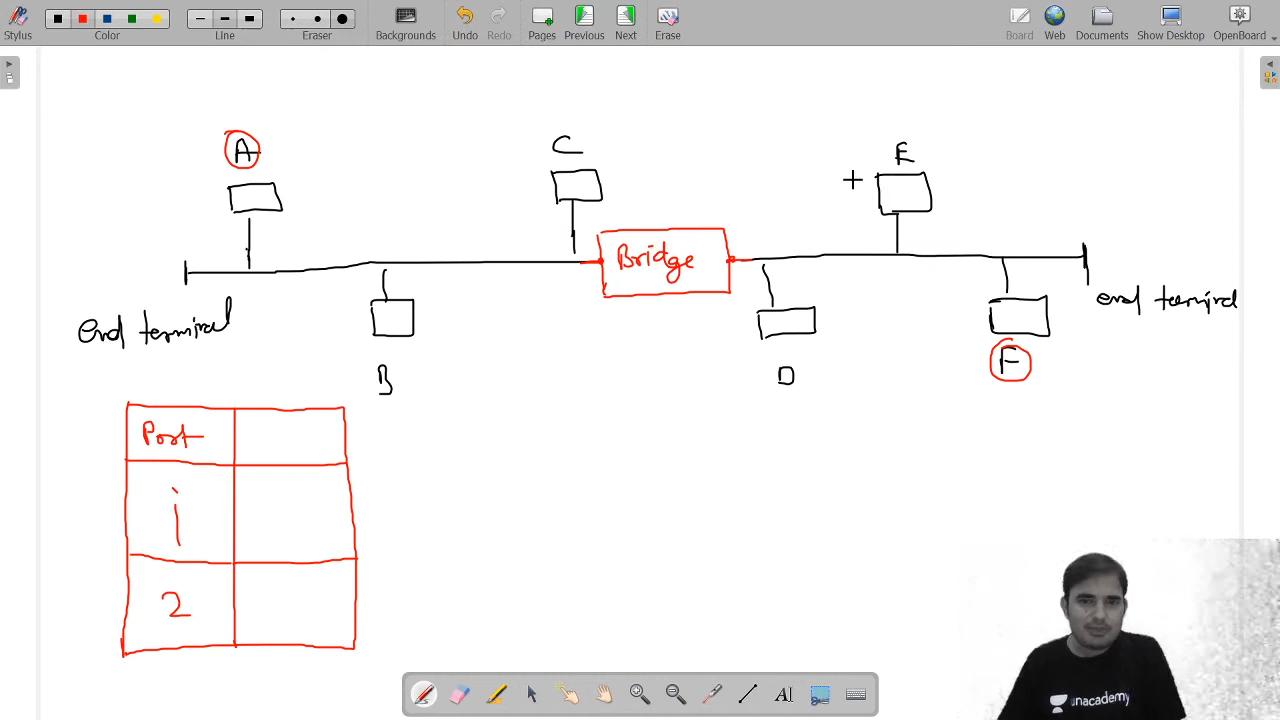 Stylus
Color
Line
Eraser
Backgrounds
Undo
Redo
Pages
Previous
Next
Erase
Board
Web
Documents
Show Desktop
OpenBoard
A
C
E
Bridge
end terminal
end terminal
B
D
F
Port
1
2
AI
unacademy